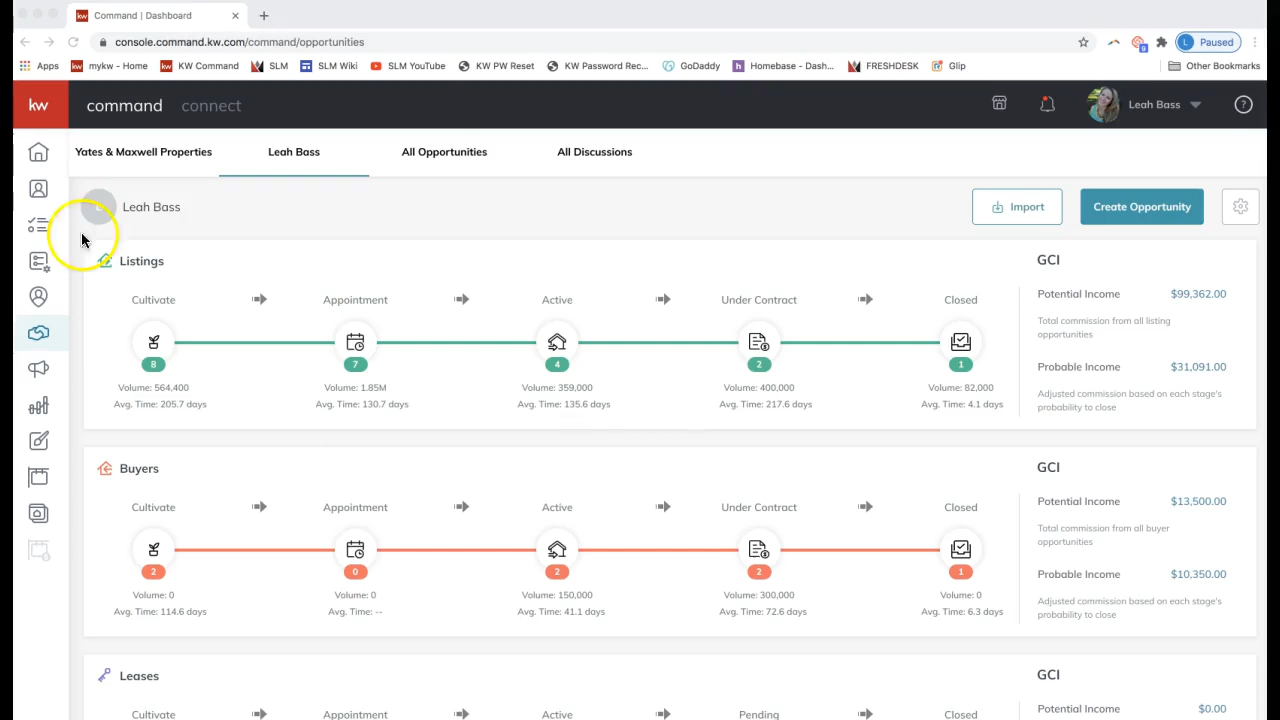 Command | Dashboard
console.command.kw.com/command/opportunities
9
L Paused
Apps
mykw - Home
KW Command
SLM
SLM Wiki
SLM YouTube
KW PW Reset
KW Password Rec...
GoDaddy
Homebase - Dash...
FRESHDESK
Glip
Other Bookmarks
kw
command
connect
Leah Bass
?
Yates & Maxwell Properties
Leah Bass
All Opportunities
All Discussions
Leah Bass
Import
Create Opportunity
Listings
GCI
Cultivate
Appointment
Active
Under Contract
Closed
Potential Income
$99,362.00
Total commission from all listing
opportunities
8
7
4
2
1
Probable Income
$31,091.00
Volume: 564,400
Volume: 1.85M
Volume: 359,000
Volume: 400,000
Volume: 82,000
Adjusted commission based on each stage's
probability to close
Avg. Time: 205.7 days
Avg. Time: 130.7 days
Avg. Time: 135.6 days
Avg. Time: 217.6 days
Avg. Time: 4.1 days
Buyers
GCI
Cultivate
Appointment
Active
Under Contract
Closed
Potential Income
$13,500.00
Total commission from all buyer
opportunities
2
0
2
2
1
Probable Income
$10,350.00
Volume: 0
Volume: 0
Volume: 150,000
Volume: 300,000
Volume: 0
Adjusted commission based on each stage's
probability to close
Avg. Time: 114.6 days
Avg. Time: --
Avg. Time: 41.1 days
Avg. Time: 72.6 days
Avg. Time: 6.3 days
Leases
GCI
Cultivate
Appointment
Active
Pending
Closed
Potential Income
$0.00